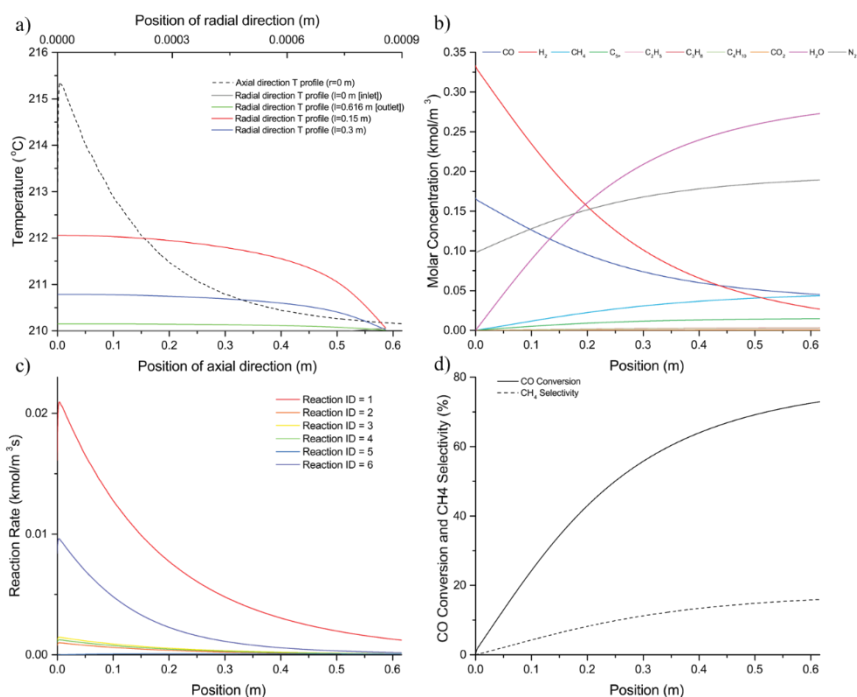 a)
Position of radial direction (m)
0.0000 0.0003 0.0006 0.0009
216
215
214
213
212
211
210
Temperature (°C)
Axial direction T profile (r=0 m)
Radial direction T profile (l=0 m [inlet])
Radial direction T profile (l=0.616 m [outlet])
Radial direction T profile (l=0.15 m)
Radial direction T profile (l=0.3 m)
0.0 0.1 0.2 0.3 0.4 0.5 0.6
Position of axial direction (m)
b)
CO H₂ CH₄ C₅₊ C₂H₆ C₃H₈ C₄H₁₀ CO₂ H₂O N₂
0.35
0.30
0.25
0.20
0.15
0.10
0.05
0.00
Molar Concentration (kmol/m³)
0.0 0.1 0.2 0.3 0.4 0.5 0.6
Position (m)
c)
0.02
0.01
0.00
Reaction Rate (kmol/m³s)
Reaction ID = 1
Reaction ID = 2
Reaction ID = 3
Reaction ID = 4
Reaction ID = 5
Reaction ID = 6
0.0 0.1 0.2 0.3 0.4 0.5 0.6
Position (m)
d)
80
60
40
20
0
CO Conversion and CH4 Selectivity (%)
CO Conversion
CH₄ Selectivity
0.0 0.1 0.2 0.3 0.4 0.5 0.6
Position (m)